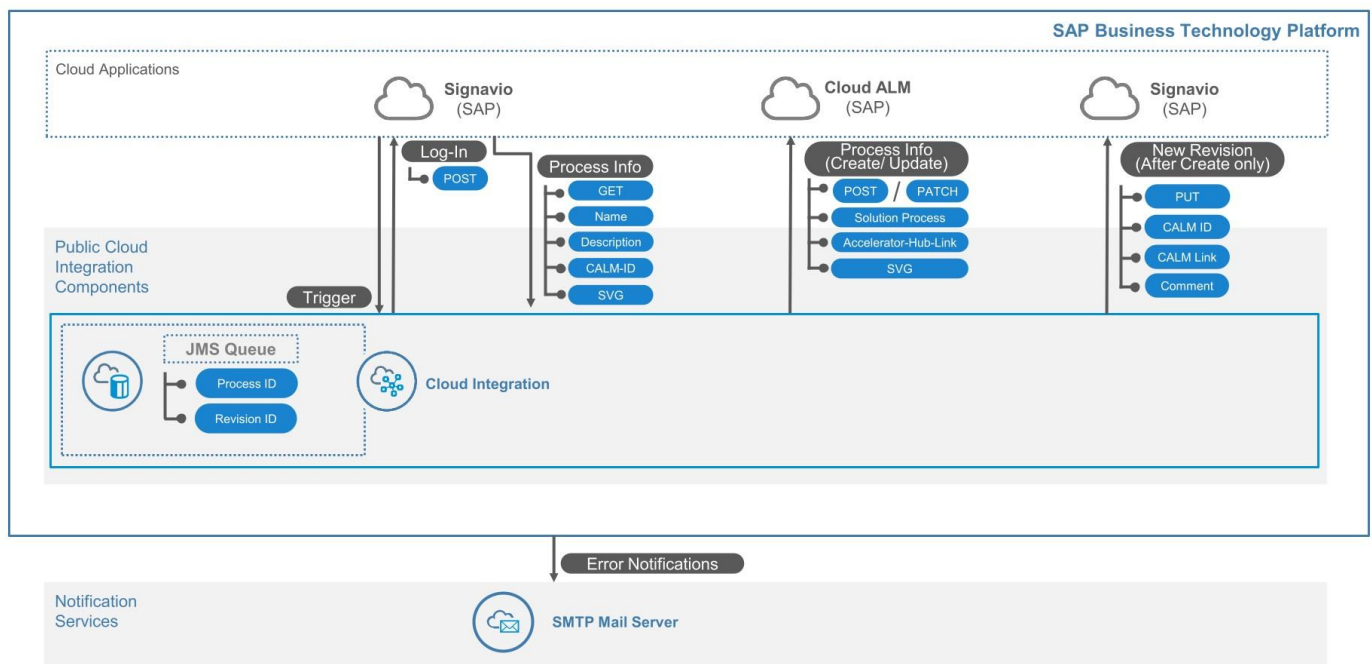 SAP Business Technology Platform
Cloud Applications
Signavio
(SAP)
Cloud ALM
(SAP)
Signavio
(SAP)
Log-In
POST
Process Info
GET
Name
Description
CALM-ID
SVG
Process Info
(Create/ Update)
POST / PATCH
Solution Process
Accelerator-Hub-Link
SVG
New Revision
(After Create only)
PUT
CALM ID
CALM Link
Comment
Public Cloud
Integration
Components
Trigger
JMS Queue
Process ID
Revision ID
Cloud Integration
Error Notifications
Notification
Services
SMTP Mail Server